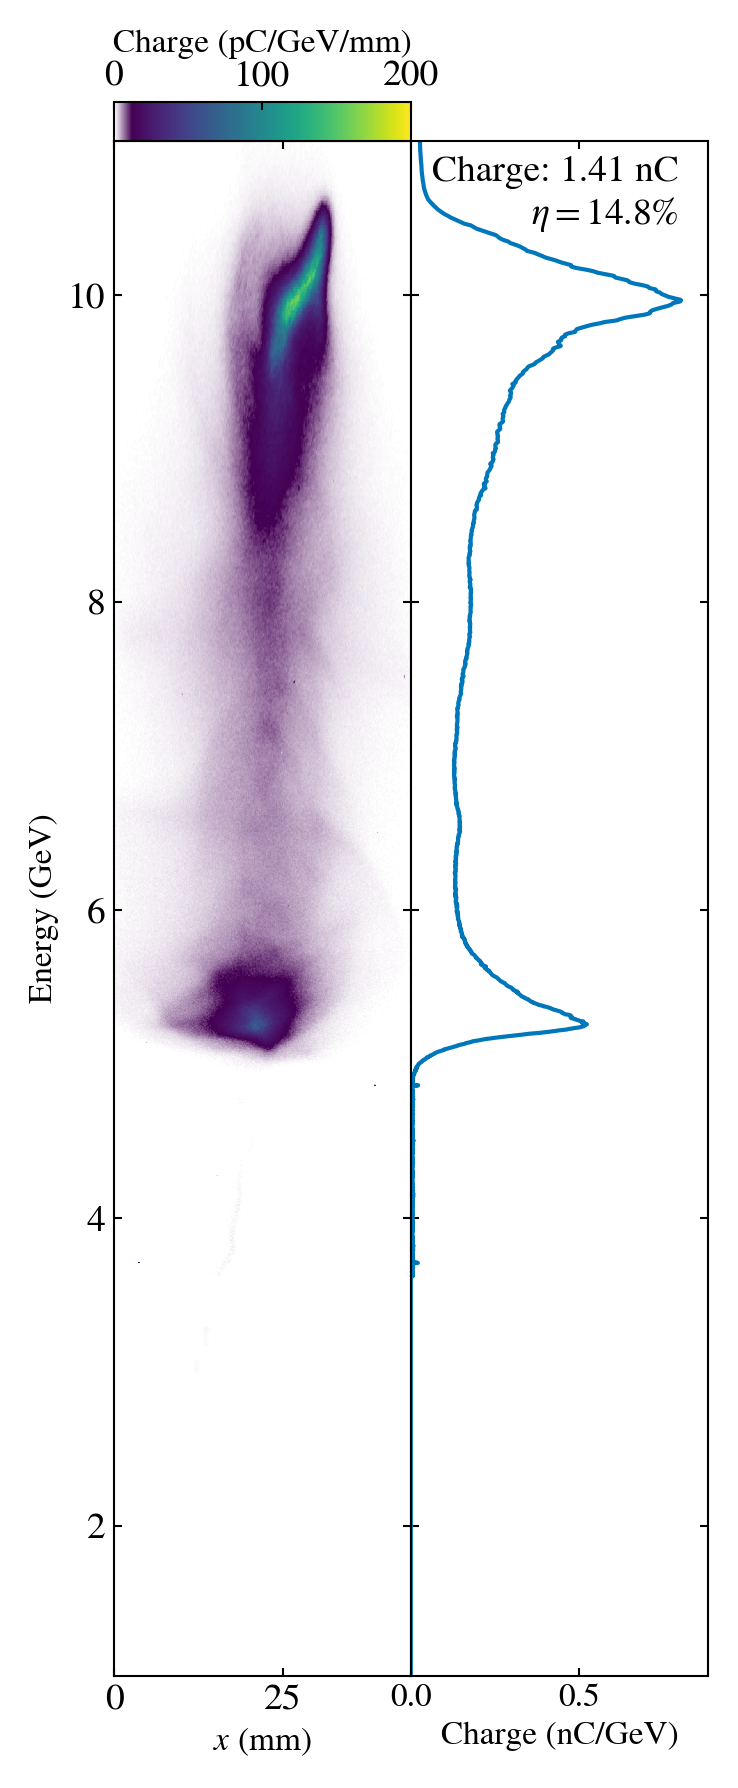 Charge (pC/GeV/mm)
0 100 200
Charge: 1.41 nC
η = 14.8%
10
8
6
4
2
Energy (GeV)
0 25
x (mm)
0.0 0.5
Charge (nC/GeV)